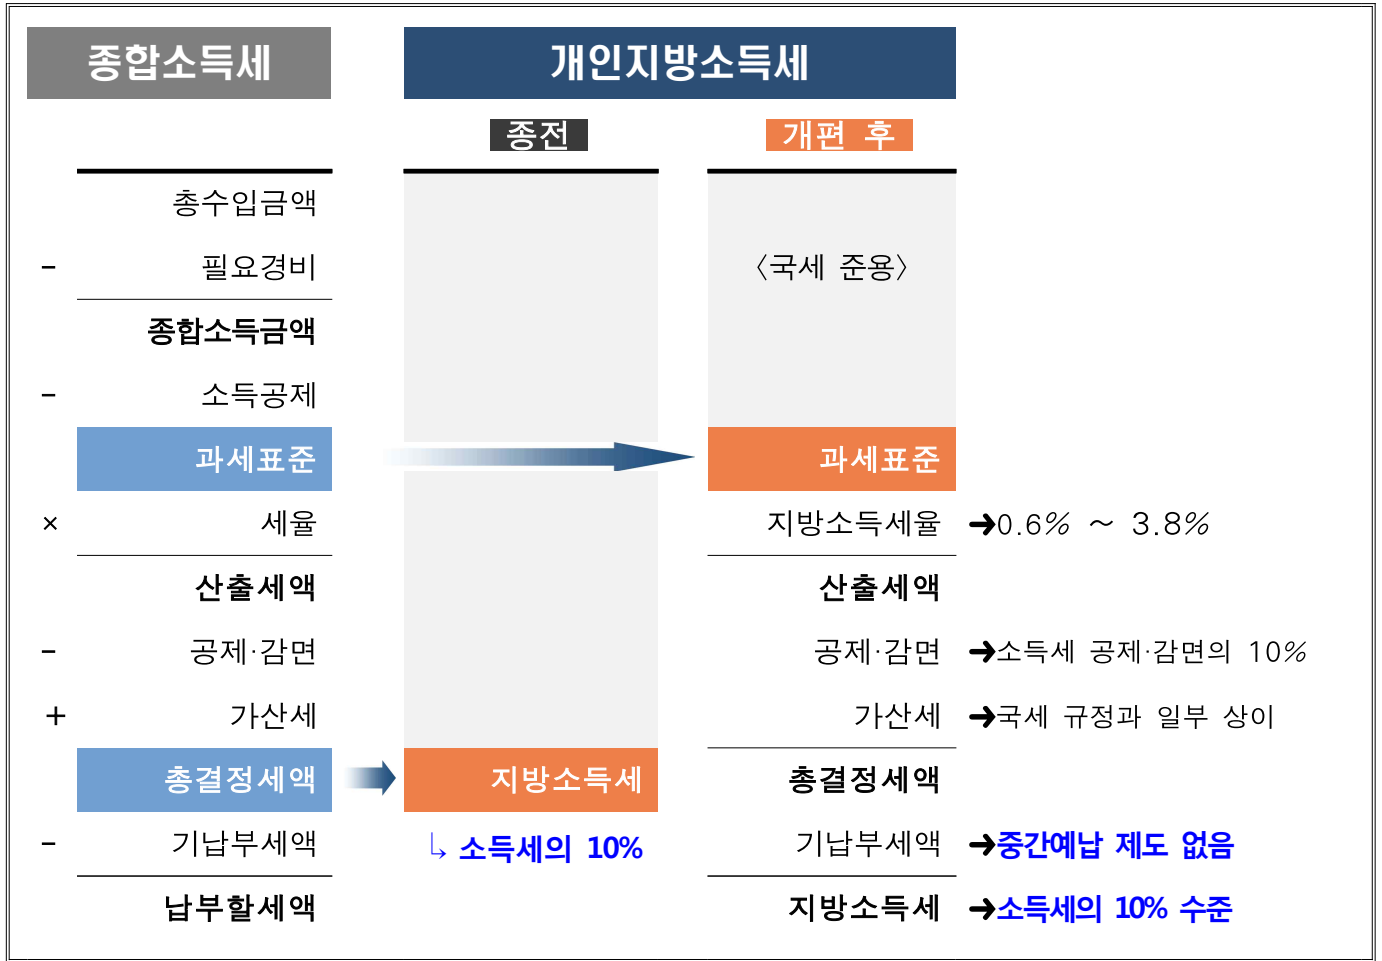 종합소득세 개인지방소득세
종전 개편 후
총수입금액
- 필요경비 〈국세 준용〉
종합소득금액
- 소득공제
과세표준 과세표준
× 세율 지방소득세율 ➜0.6% ~ 3.8%
산출세액 산출세액
- 공제·감면 공제·감면 ➜소득세 공제·감면의 10%
+ 가산세 가산세 ➜국세 규정과 일부 상이
총결정세액 지방소득세 총결정세액
- 기납부세액 ↳ 소득세의 10% 기납부세액 ➜중간예납 제도 없음
납부할세액 지방소득세 ➜소득세의 10% 수준